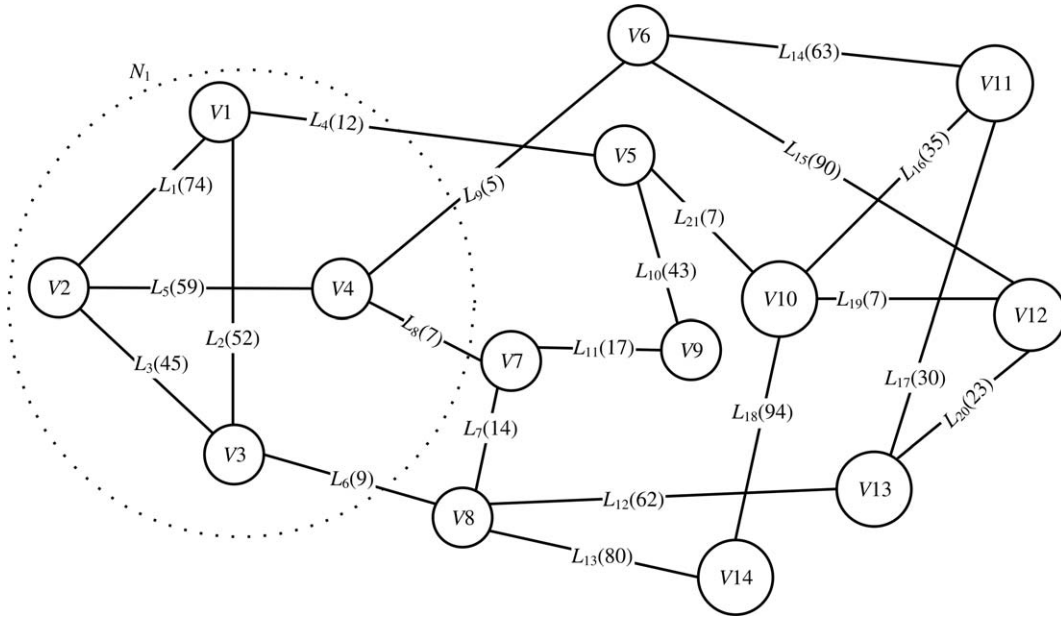 V6
L14(63)
V11
N1
V1
L4(12)
V5
L15(90)
L16(35)
L1(74)
L9(5)
L21(7)
V2
L5(59)
V4
L10(43)
V10
L19(7)
V12
L2(52)
L8(7)
L3(45)
V7
L11(17)
V9
L17(30)
L18(94)
L20(23)
L7(14)
V3
L6(9)
V8
L12(62)
V13
L13(80)
V14